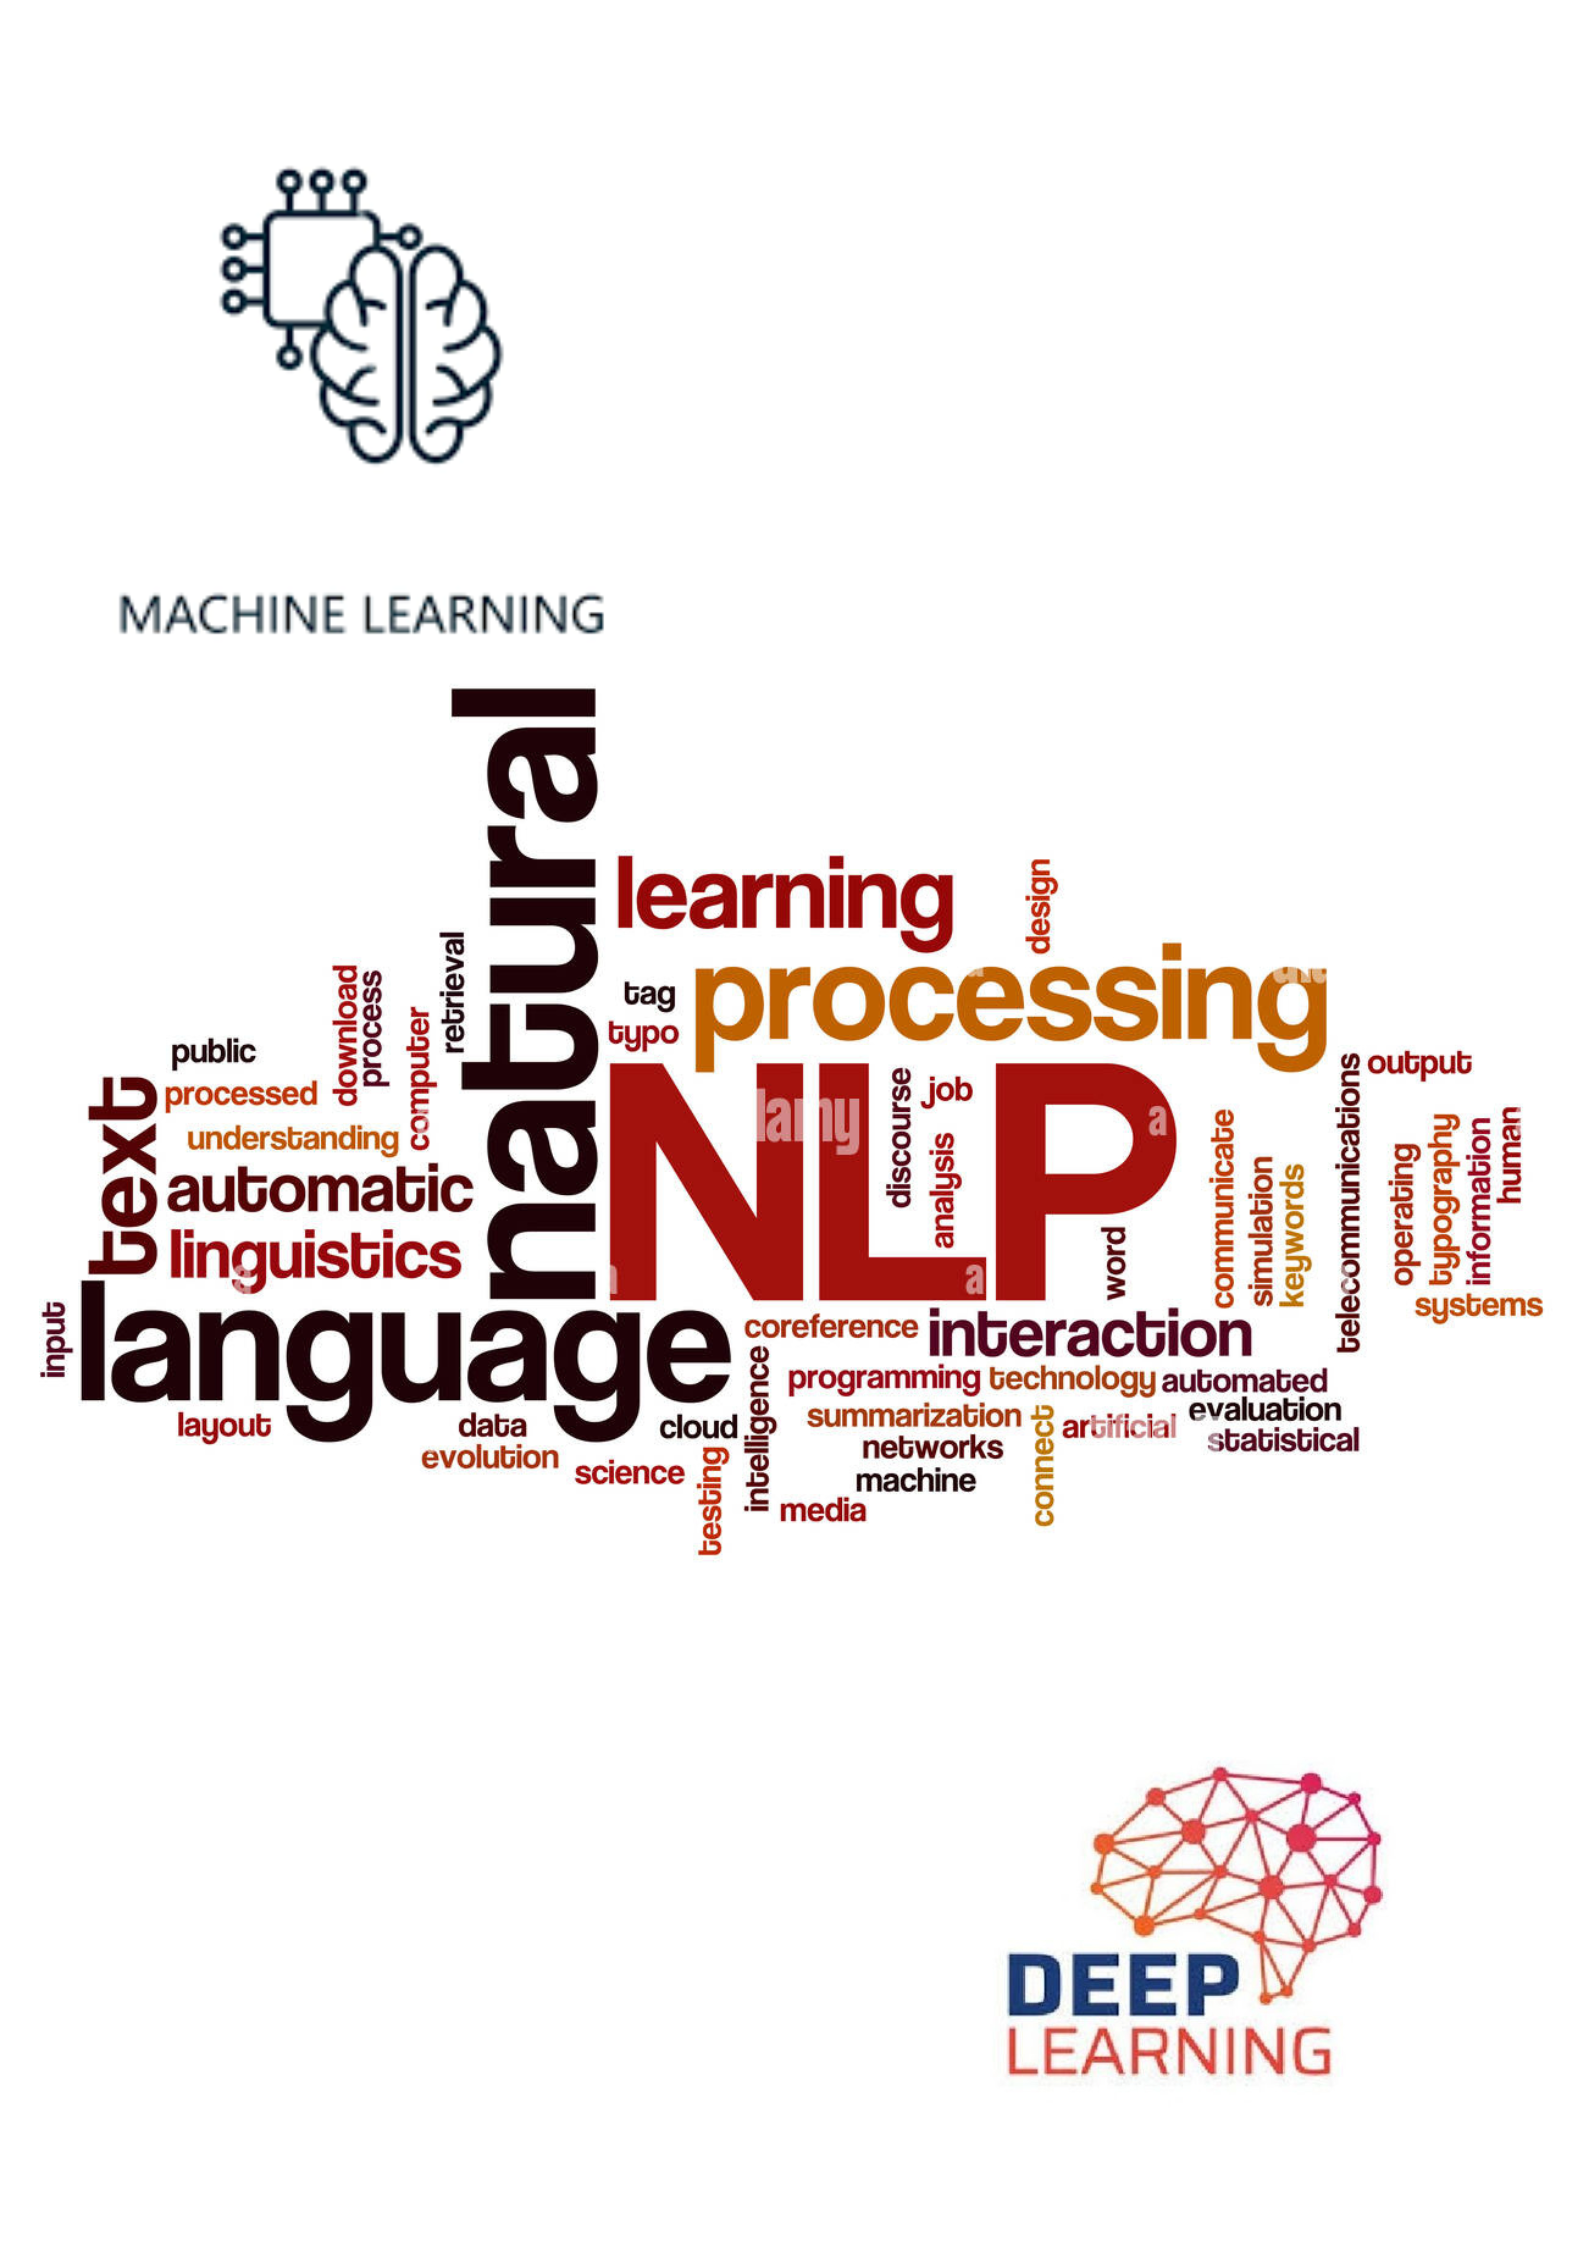 MACHINE LEARNING
natural
learning
design
processing
tag
typo
retrieval
download
process
computer
public
processed
understanding
text
automatic
linguistics
NLP
discourse
job
analysis
word
communicate
simulation
keywords
telecommunications
output
operating
typography
information
human
systems
input
language
coreference
interaction
intelligence
programming technology automated
layout
data
cloud
summarization
connect
artificial
evaluation
statistical
networks
evolution
science
testing
machine
media
lamy
a
a
a
DEEP
LEARNING